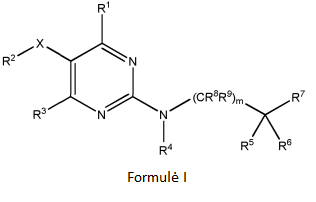 R¹
X
R²
N
(CR⁸R⁹)ₘ
R⁷
R³
N
N
R⁴
R⁵
R⁶
Formulė I